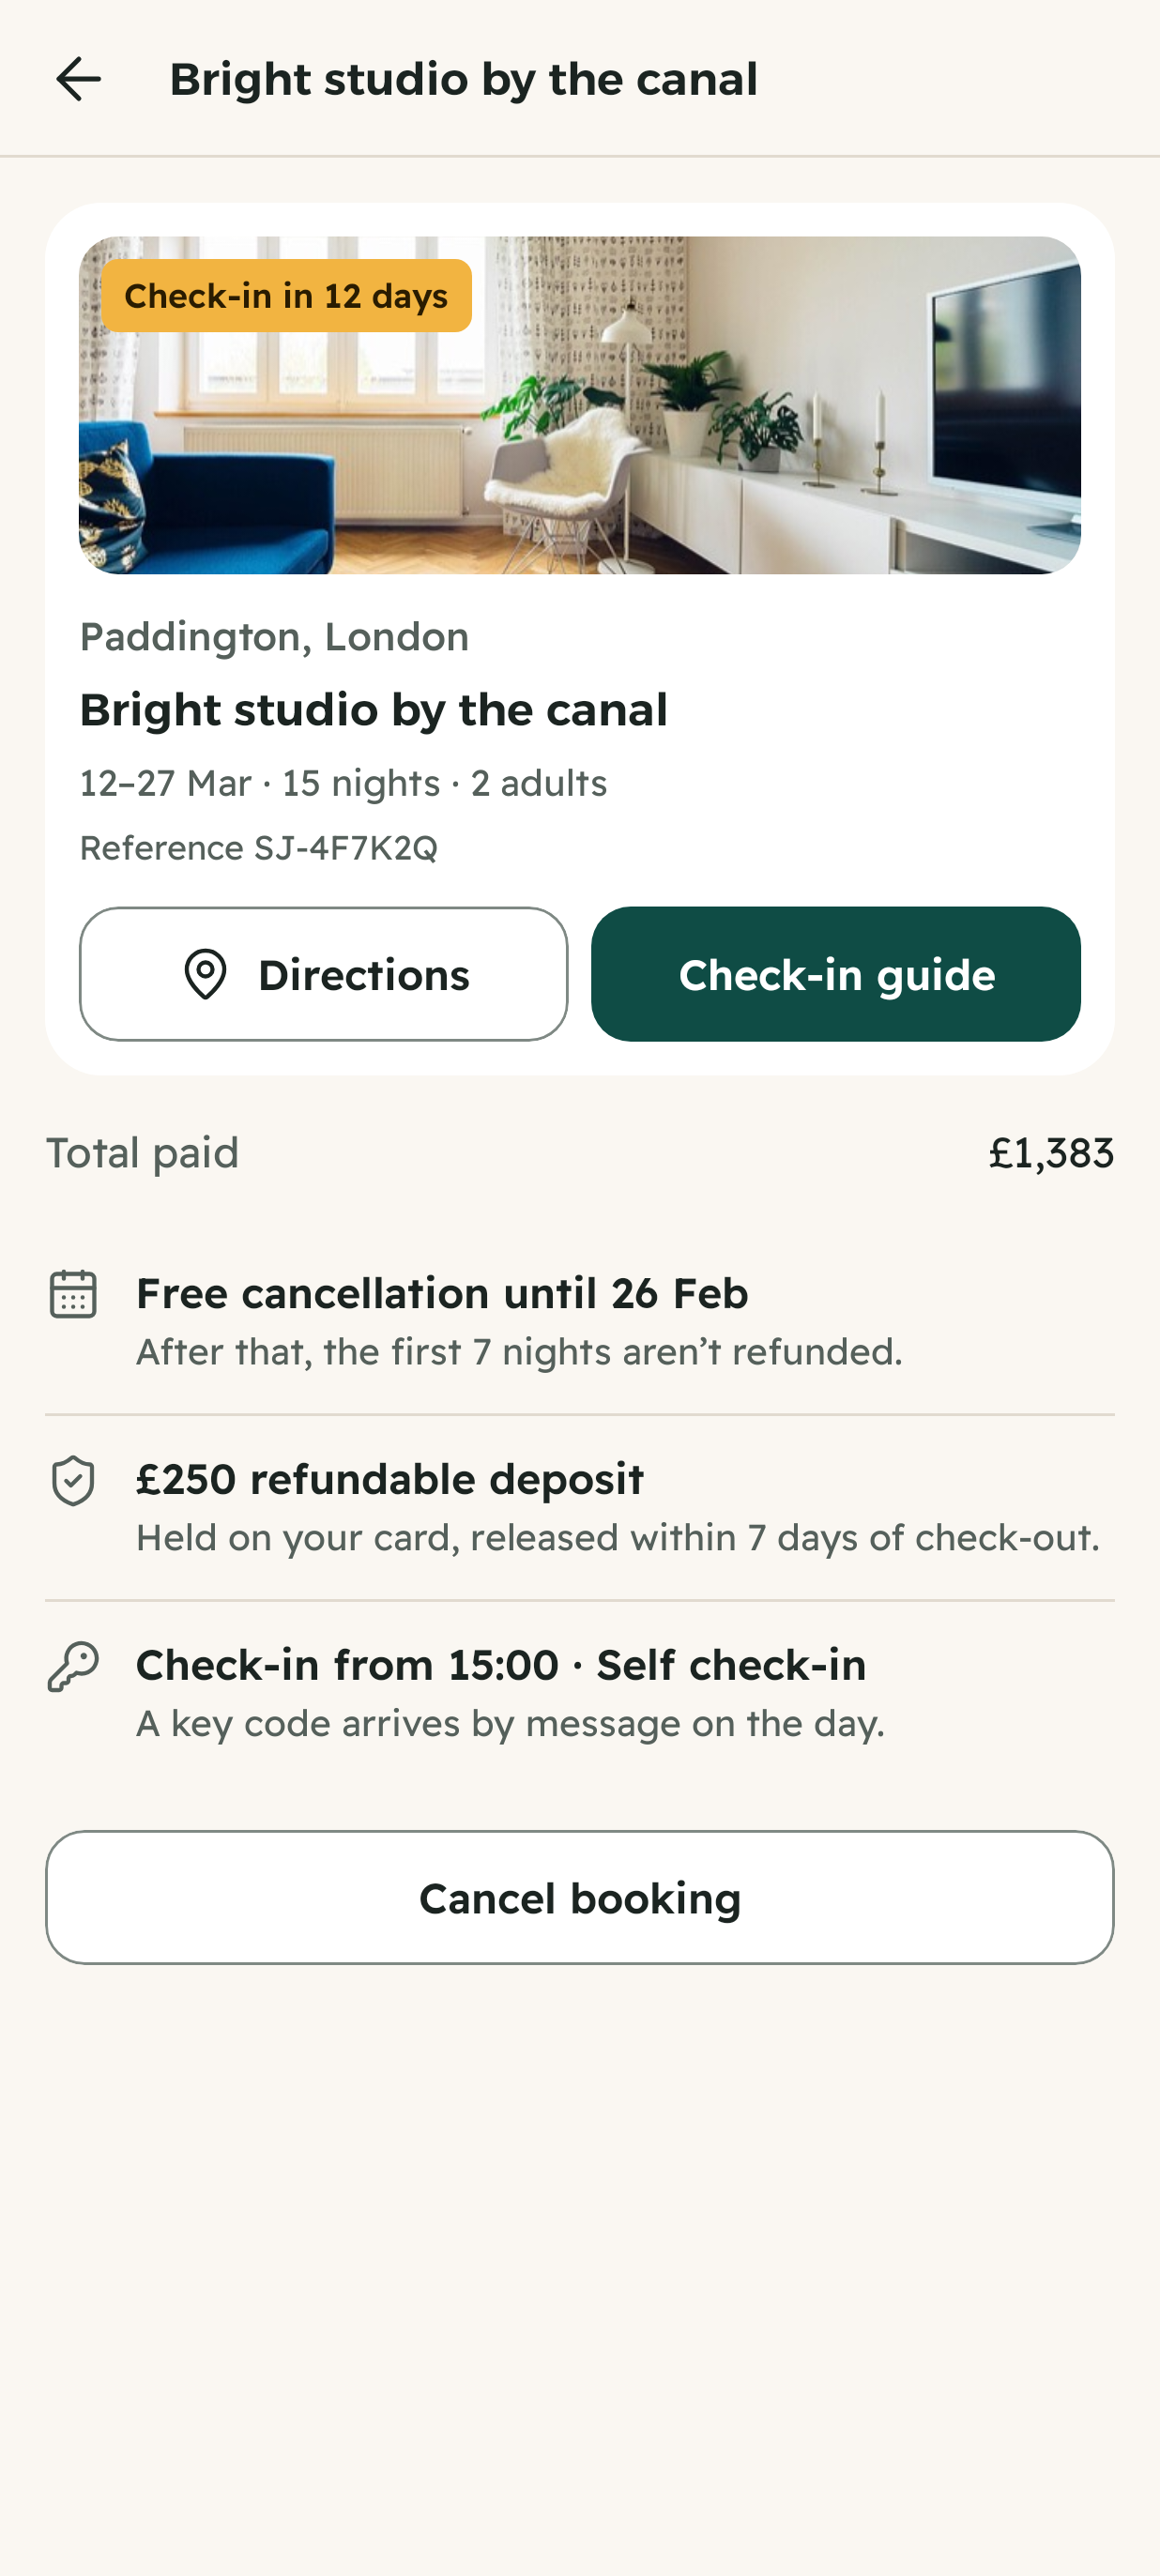 Bright studio by the canal
Check-in in 12 days
Paddington, London
Bright studio by the canal
12–27 Mar · 15 nights · 2 adults
Reference SJ-4F7K2Q
Directions
Check-in guide
Total paid £1,383
Free cancellation until 26 Feb
After that, the first 7 nights aren’t refunded.
£250 refundable deposit
Held on your card, released within 7 days of check-out.
Check-in from 15:00 · Self check-in
A key code arrives by message on the day.
Cancel booking